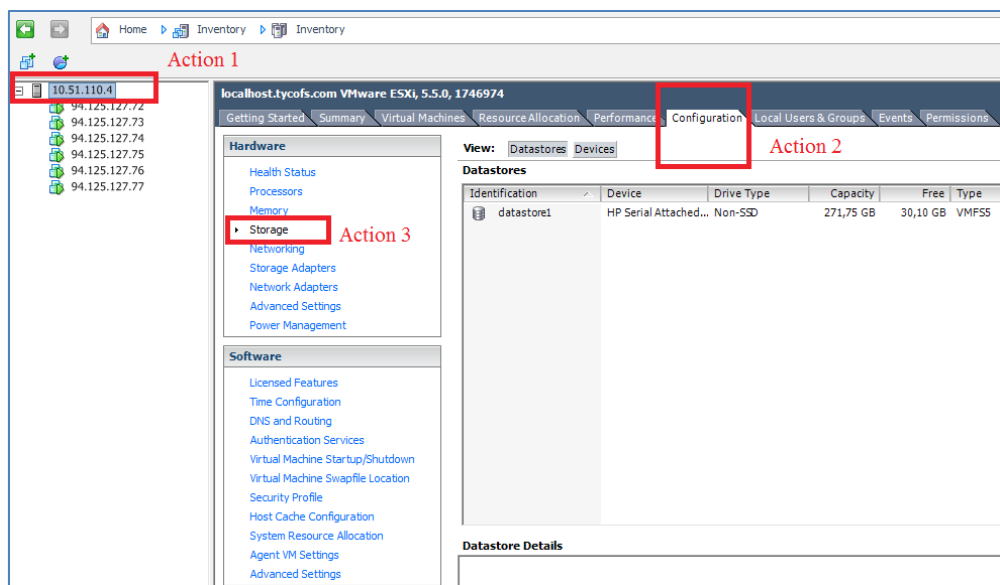 Home Inventory Inventory
Action 1
10.51.110.4
94.125.127.72
94.125.127.73
94.125.127.74
94.125.127.75
94.125.127.76
94.125.127.77
localhost.tycofs.com VMware ESXi, 5.5.0, 1746974
Getting Started Summary Virtual Machines Resource Allocation Performance Configuration Local Users & Groups Events Permissions
Action 2
Hardware
Health Status
Processors
Memory
Storage
Action 3
Networking
Storage Adapters
Network Adapters
Advanced Settings
Power Management
Software
Licensed Features
Time Configuration
DNS and Routing
Authentication Services
Virtual Machine Startup/Shutdown
Virtual Machine Swapfile Location
Security Profile
Host Cache Configuration
System Resource Allocation
Agent VM Settings
Advanced Settings
View: Datastores Devices
Datastores
Identification Device Drive Type Capacity Free Type
datastore1 HP Serial Attached... Non-SSD 271,75 GB 30,10 GB VMFS5
Datastore Details